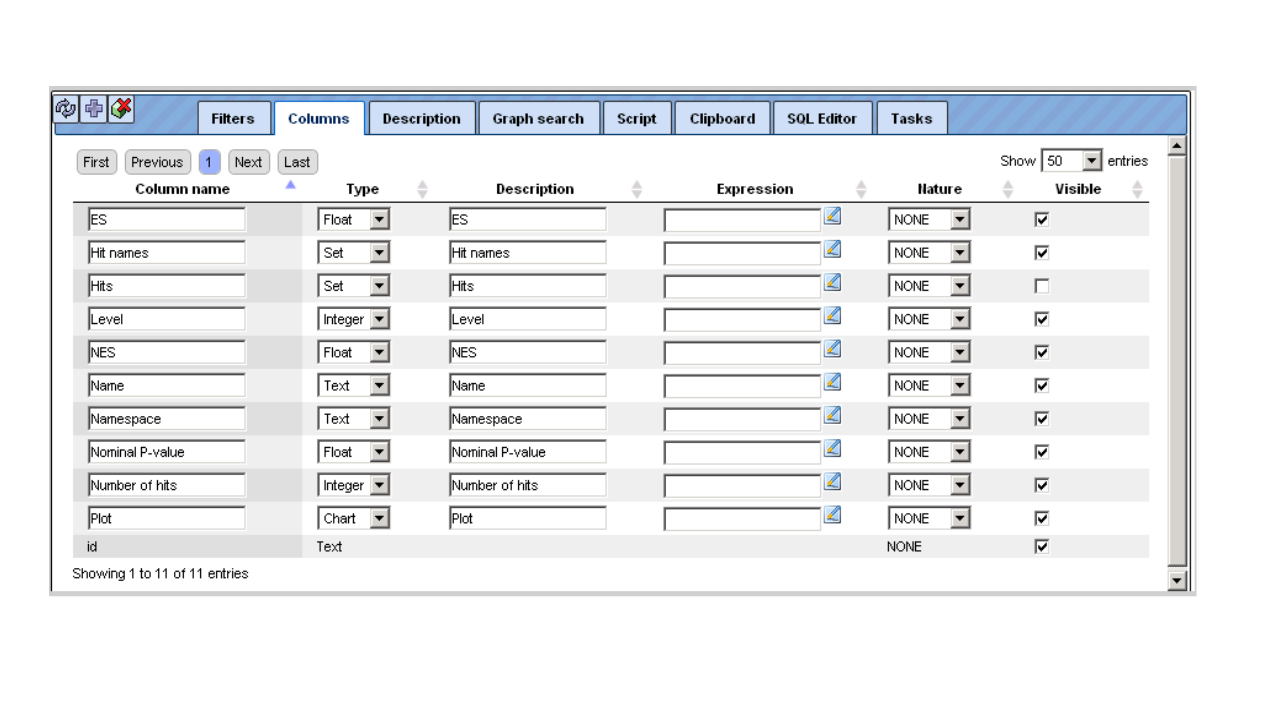 Filters Columns Description Graph search Script Clipboard SQL Editor Tasks
First Previous 1 Next Last Show 50 entries
Column name Type Description Expression Nature Visible
ES Float ES NONE
Hit names Set Hit names NONE
Hits Set Hits NONE
Level Integer Level NONE
NES Float NES NONE
Name Text Name NONE
Namespace Text Namespace NONE
Nominal P-value Float Nominal P-value NONE
Number of hits Integer Number of hits NONE
Plot Chart Plot NONE
id Text NONE
Showing 1 to 11 of 11 entries